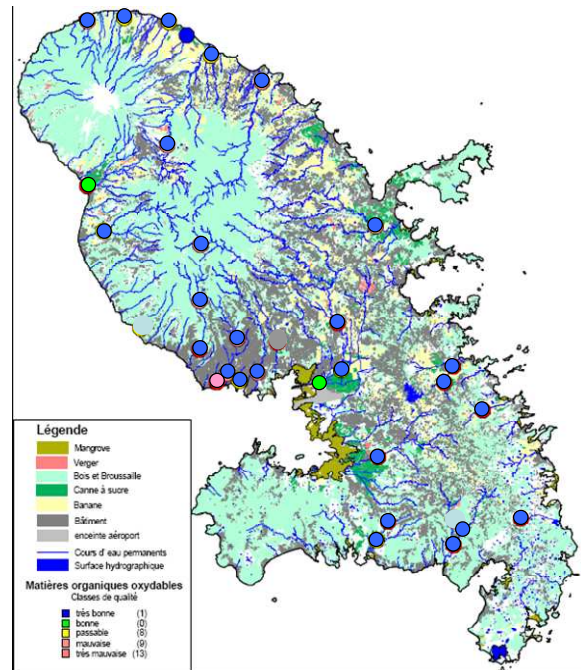 Légende
Mangrove
Verger
Bois et Broussaille
Canne à sucre
Banane
Bâtiment
enceinte aéroport
Cours d' eau permanents
Surface hydrographique
Matières organiques oxydables
Classes de qualité
très bonne (1)
bonne (0)
passable (8)
mauvaise (9)
très mauvaise (13)